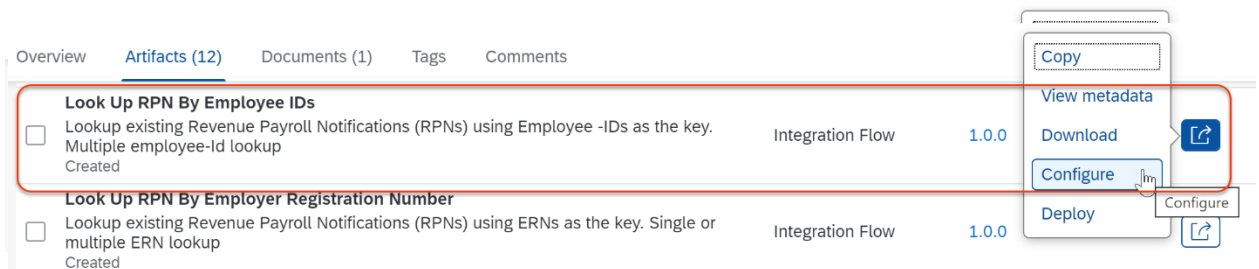 Overview Artifacts (12) Documents (1) Tags Comments
Copy
View metadata
Download
Configure
Deploy
Configure
Look Up RPN By Employee IDs
Lookup existing Revenue Payroll Notifications (RPNs) using Employee -IDs as the key.
Multiple employee-Id lookup
Created
Integration Flow
1.0.0
Look Up RPN By Employer Registration Number
Lookup existing Revenue Payroll Notifications (RPNs) using ERNs as the key. Single or
multiple ERN lookup
Created
Integration Flow
1.0.0